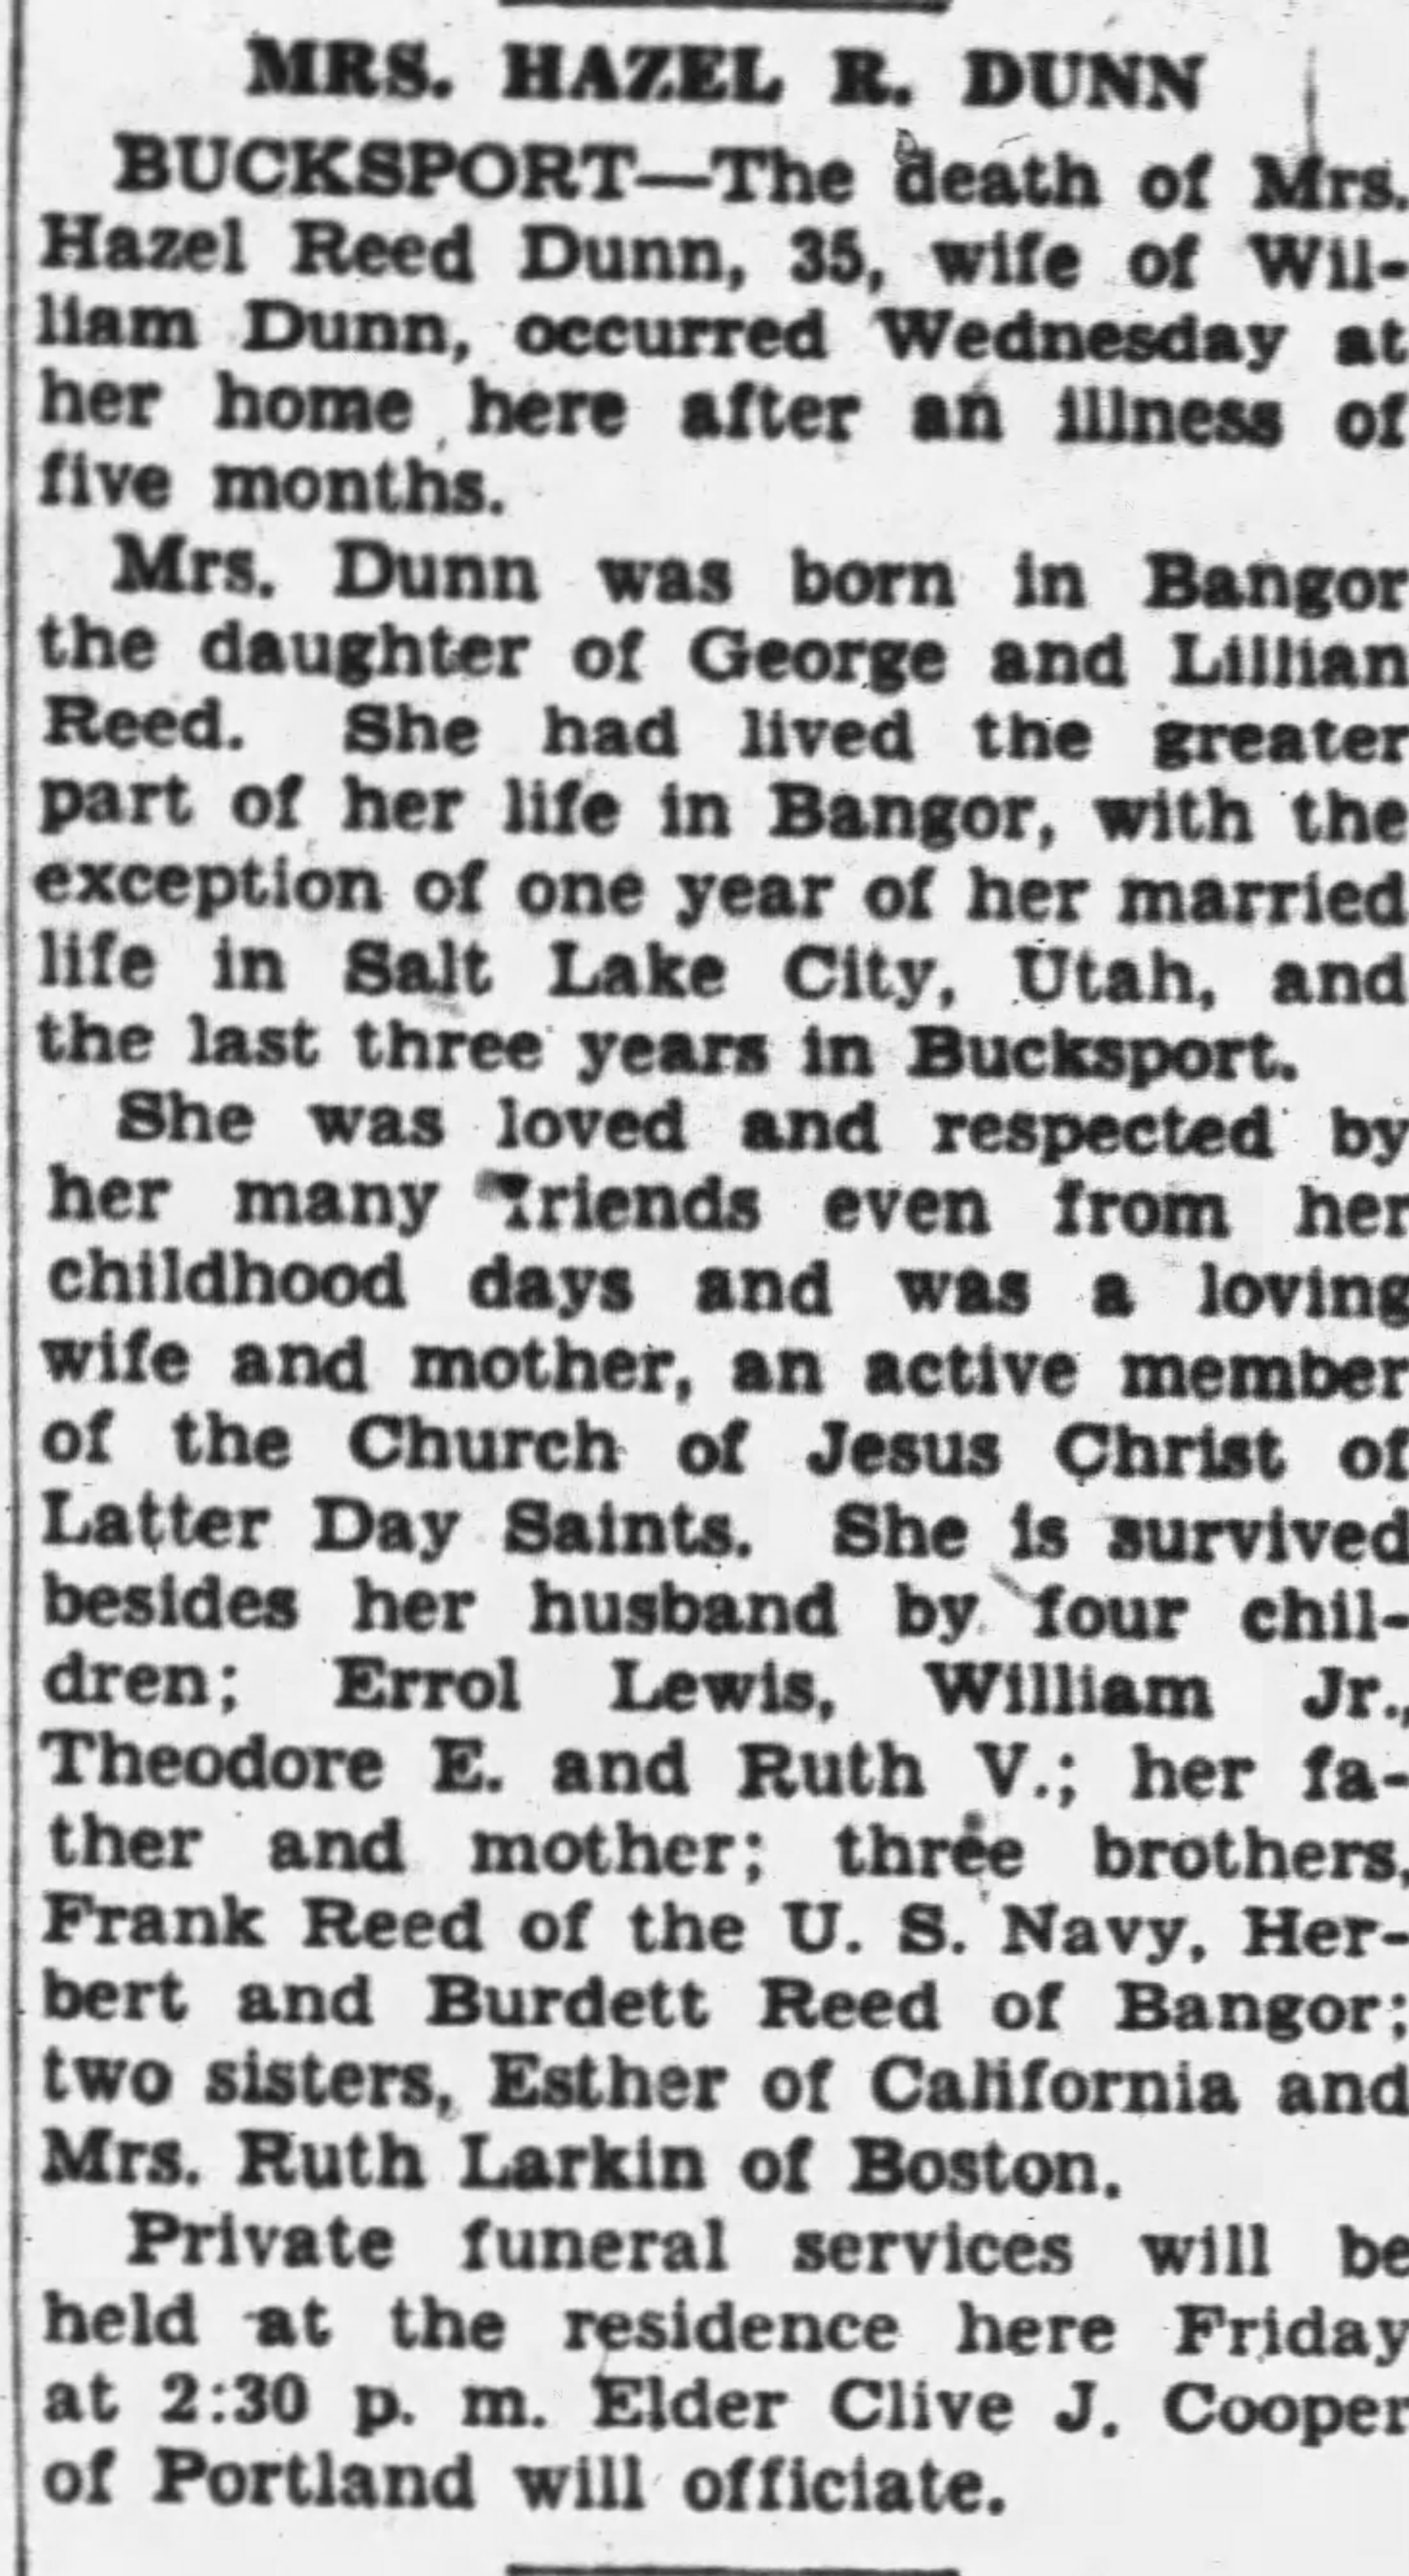 MRS. HAZEL R. DUNN
BUCKSPORT—The death of Mrs.
Hazel Reed Dunn, 35, wife of Wil-
liam Dunn, occurred Wednesday at
her home here after an illness of
five months.
Mrs. Dunn was born in Bangor
the daughter of George and Lillian
Reed. She had lived the greater
part of her life in Bangor, with the
exception of one year of her married
life in Salt Lake City, Utah, and
the last three years in Bucksport.
She was loved and respected by
her many friends even from her
childhood days and was a loving
wife and mother, an active member
of the Church of Jesus Christ of
Latter Day Saints. She is survived
besides her husband by four chil-
dren; Errol Lewis, William Jr.,
Theodore E. and Ruth V.; her fa-
ther and mother; three brothers,
Frank Reed of the U. S. Navy, Her-
bert and Burdett Reed of Bangor;
two sisters, Esther of California and
Mrs. Ruth Larkin of Boston.
Private funeral services will be
held at the residence here Friday
at 2:30 p. m. Elder Clive J. Cooper
of Portland will officiate.